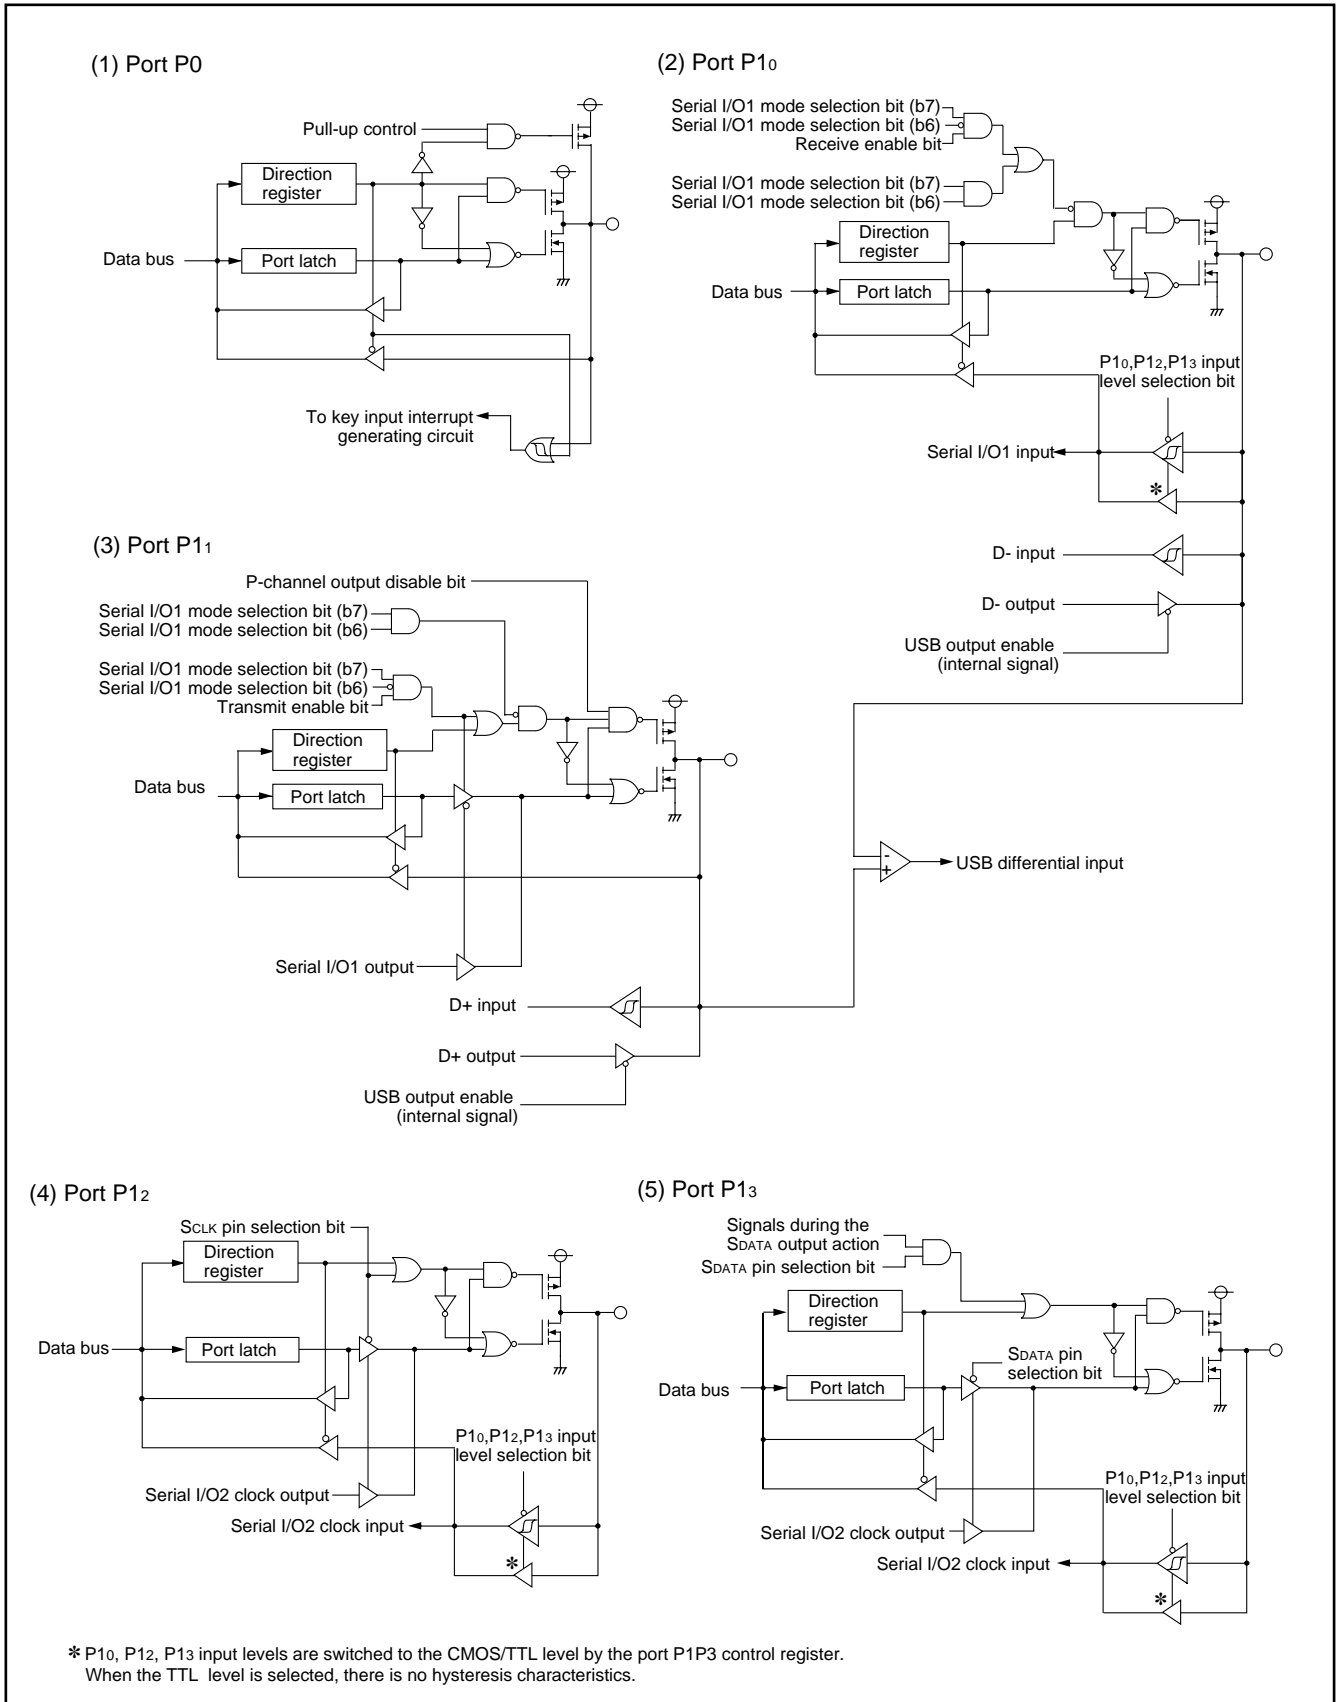 (1) Port P0
Pull-up control
Direction
register
Data bus
Port latch
To key input interrupt
generating circuit
(2) Port P10
Serial I/O1 mode selection bit (b7)
Serial I/O1 mode selection bit (b6)
Receive enable bit
Serial I/O1 mode selection bit (b7)
Serial I/O1 mode selection bit (b6)
Direction
register
Data bus
Port latch
P10,P12,P13 input
level selection bit
Serial I/O1 input
*
D- input
D- output
USB output enable
(internal signal)
(3) Port P11
P-channel output disable bit
Serial I/O1 mode selection bit (b7)
Serial I/O1 mode selection bit (b6)
Serial I/O1 mode selection bit (b7)
Serial I/O1 mode selection bit (b6)
Transmit enable bit
Direction
register
Data bus
Port latch
-
+
USB differential input
Serial I/O1 output
D+ input
D+ output
USB output enable
(internal signal)
(4) Port P12
SCLK pin selection bit
Direction
register
Data bus
Port latch
P10,P12,P13 input
level selection bit
Serial I/O2 clock output
Serial I/O2 clock input
*
(5) Port P13
Signals during the
SDATA output action
SDATA pin selection bit
Direction
register
SDATA pin
selection bit
Data bus
Port latch
P10,P12,P13 input
level selection bit
Serial I/O2 clock output
Serial I/O2 clock input
*
* P10, P12, P13 input levels are switched to the CMOS/TTL level by the port P1P3 control register.
When the TTL level is selected, there is no hysteresis characteristics.